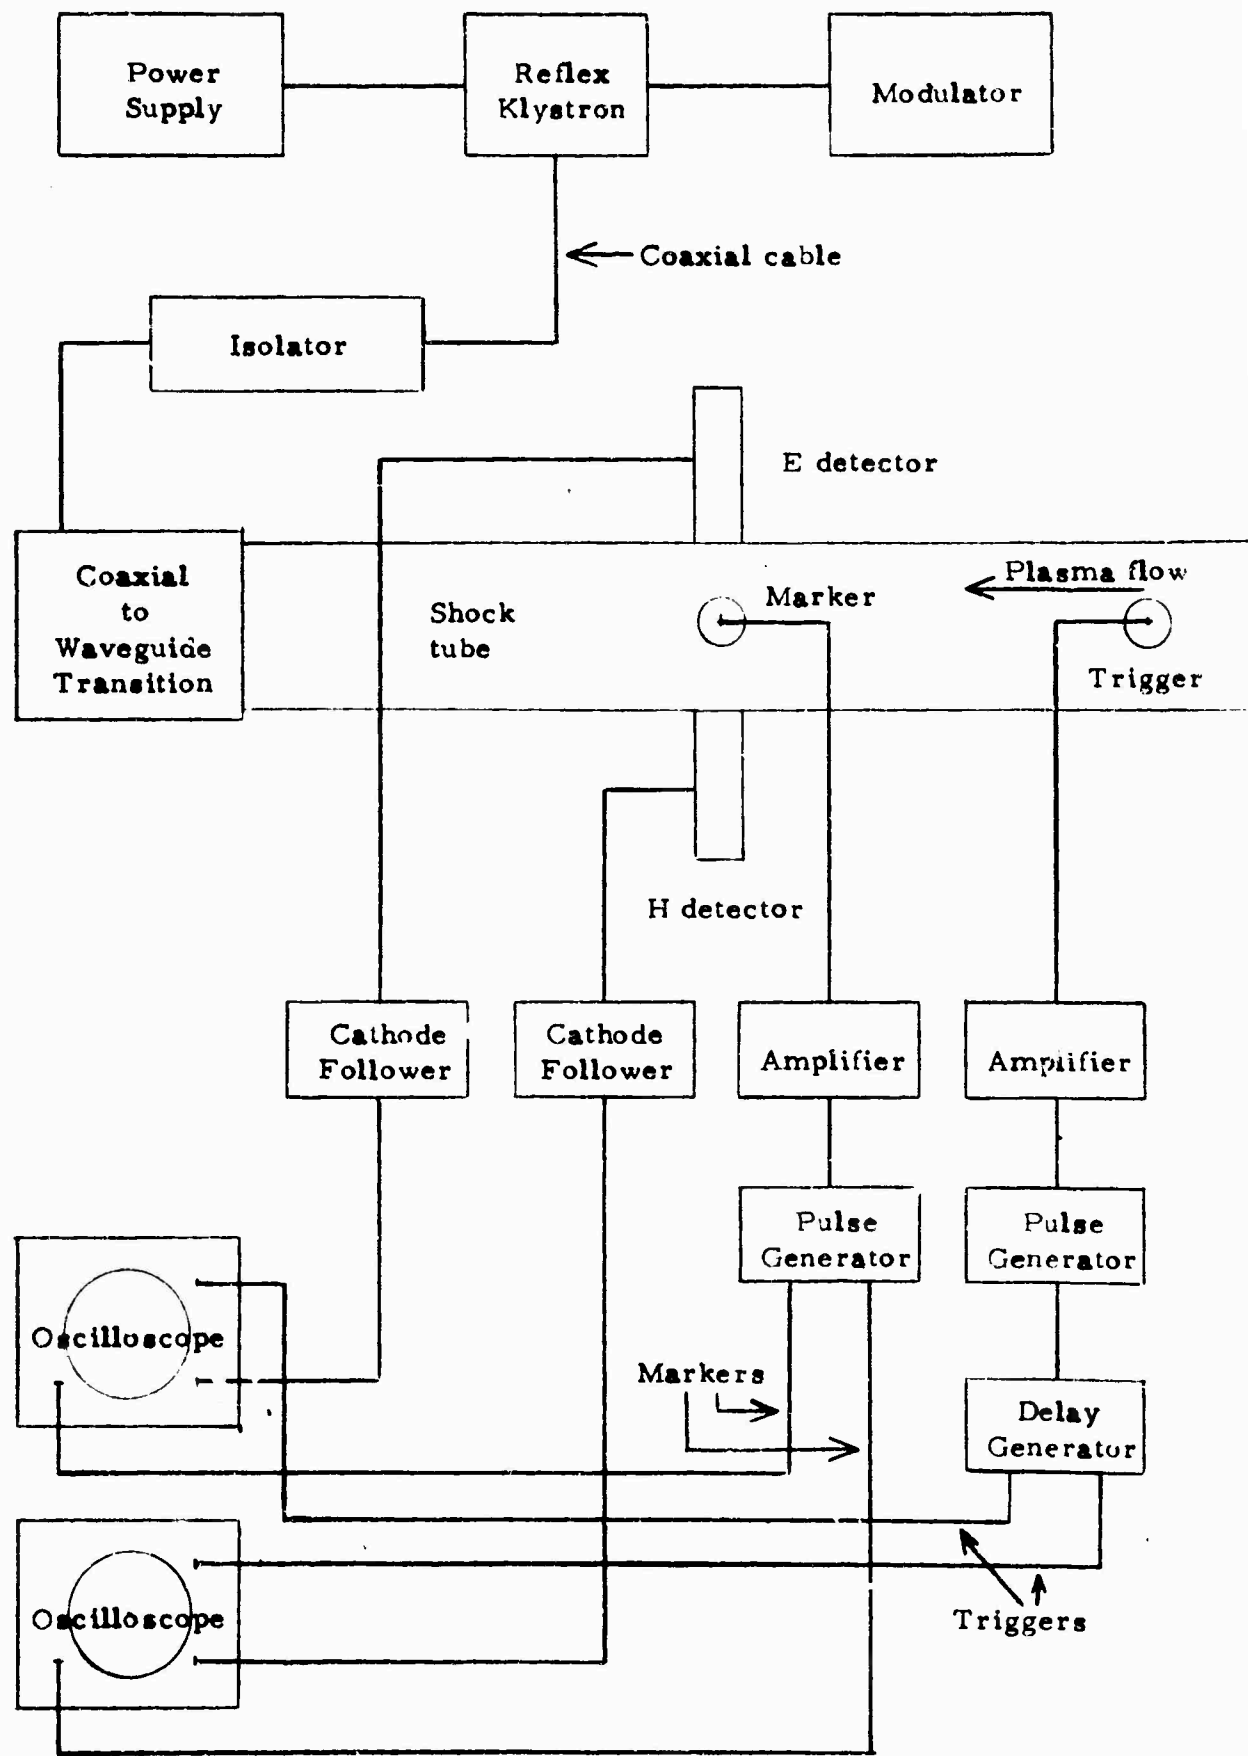 Power
Supply
Reflex
Klystron
Modulator
Coaxial cable
Isolator
E detector
Coaxial
to
Waveguide
Transition
Shock
tube
Marker
Plasma flow
Trigger
H detector
Cathode
Follower
Cathode
Follower
Amplifier
Amplifier
Pulse
Generator
Pulse
Generator
Oscilloscope
Markers
Delay
Generator
Oscilloscope
Triggers